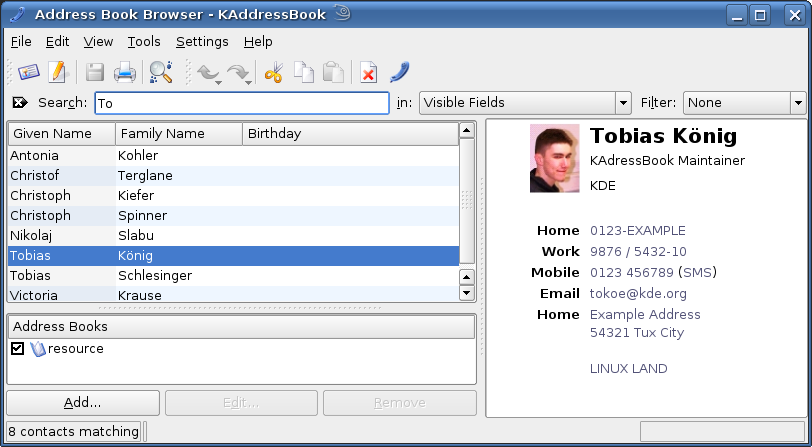 Address Book Browser - KAddressBook
File Edit View Tools Settings Help
Search: To in: Visible Fields Filter: None
Given Name Family Name Birthday
Antonia Kohler
Christof Terglane
Christoph Kiefer
Christoph Spinner
Nikolaj Slabu
Tobias König
Tobias Schlesinger
Victoria Krause
Address Books
resource
Add... Edit... Remove
8 contacts matching
Tobias König
KAdressBook Maintainer
KDE
Home 0123-EXAMPLE
Work 9876 / 5432-10
Mobile 0123 456789 (SMS)
Email tokoe@kde.org
Home Example Address
54321 Tux City
LINUX LAND